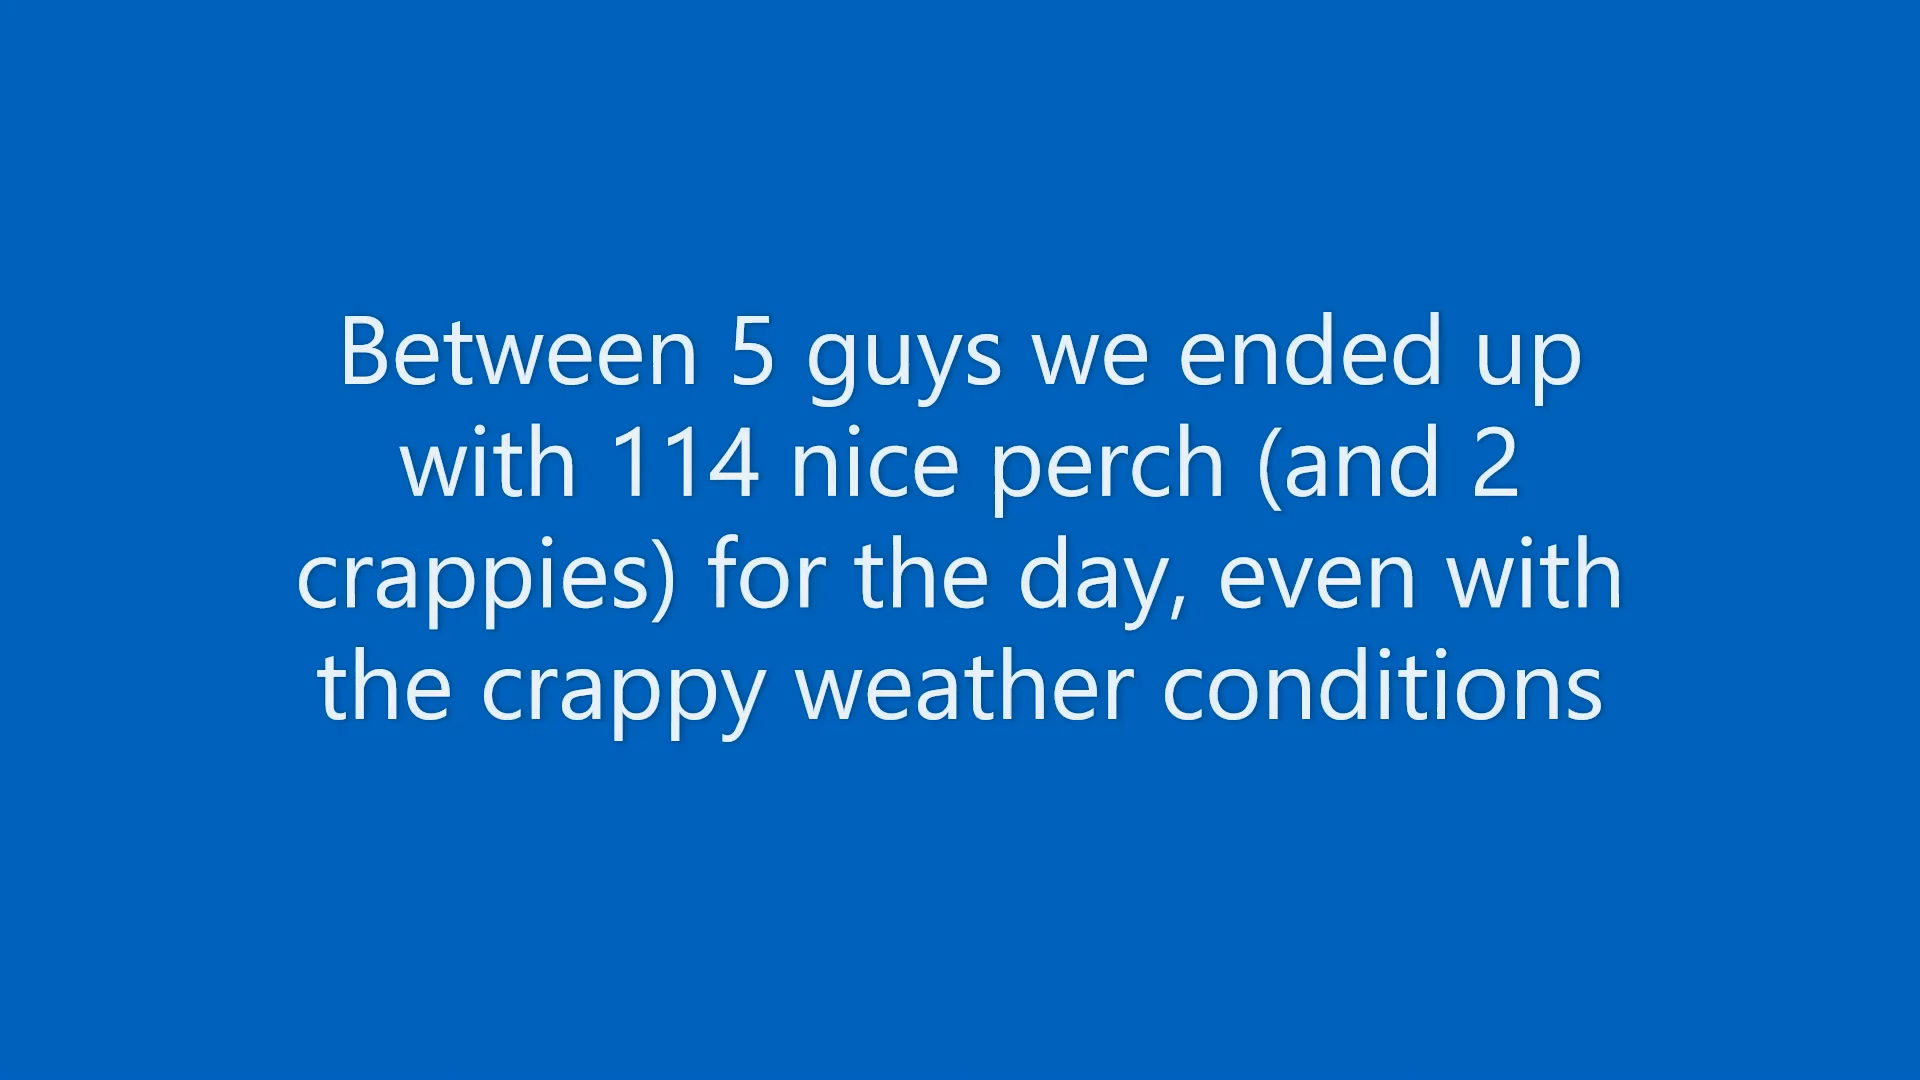 Between 5 guys we ended up
with 114 nice perch (and 2
crappies) for the day, even with
the crappy weather conditions